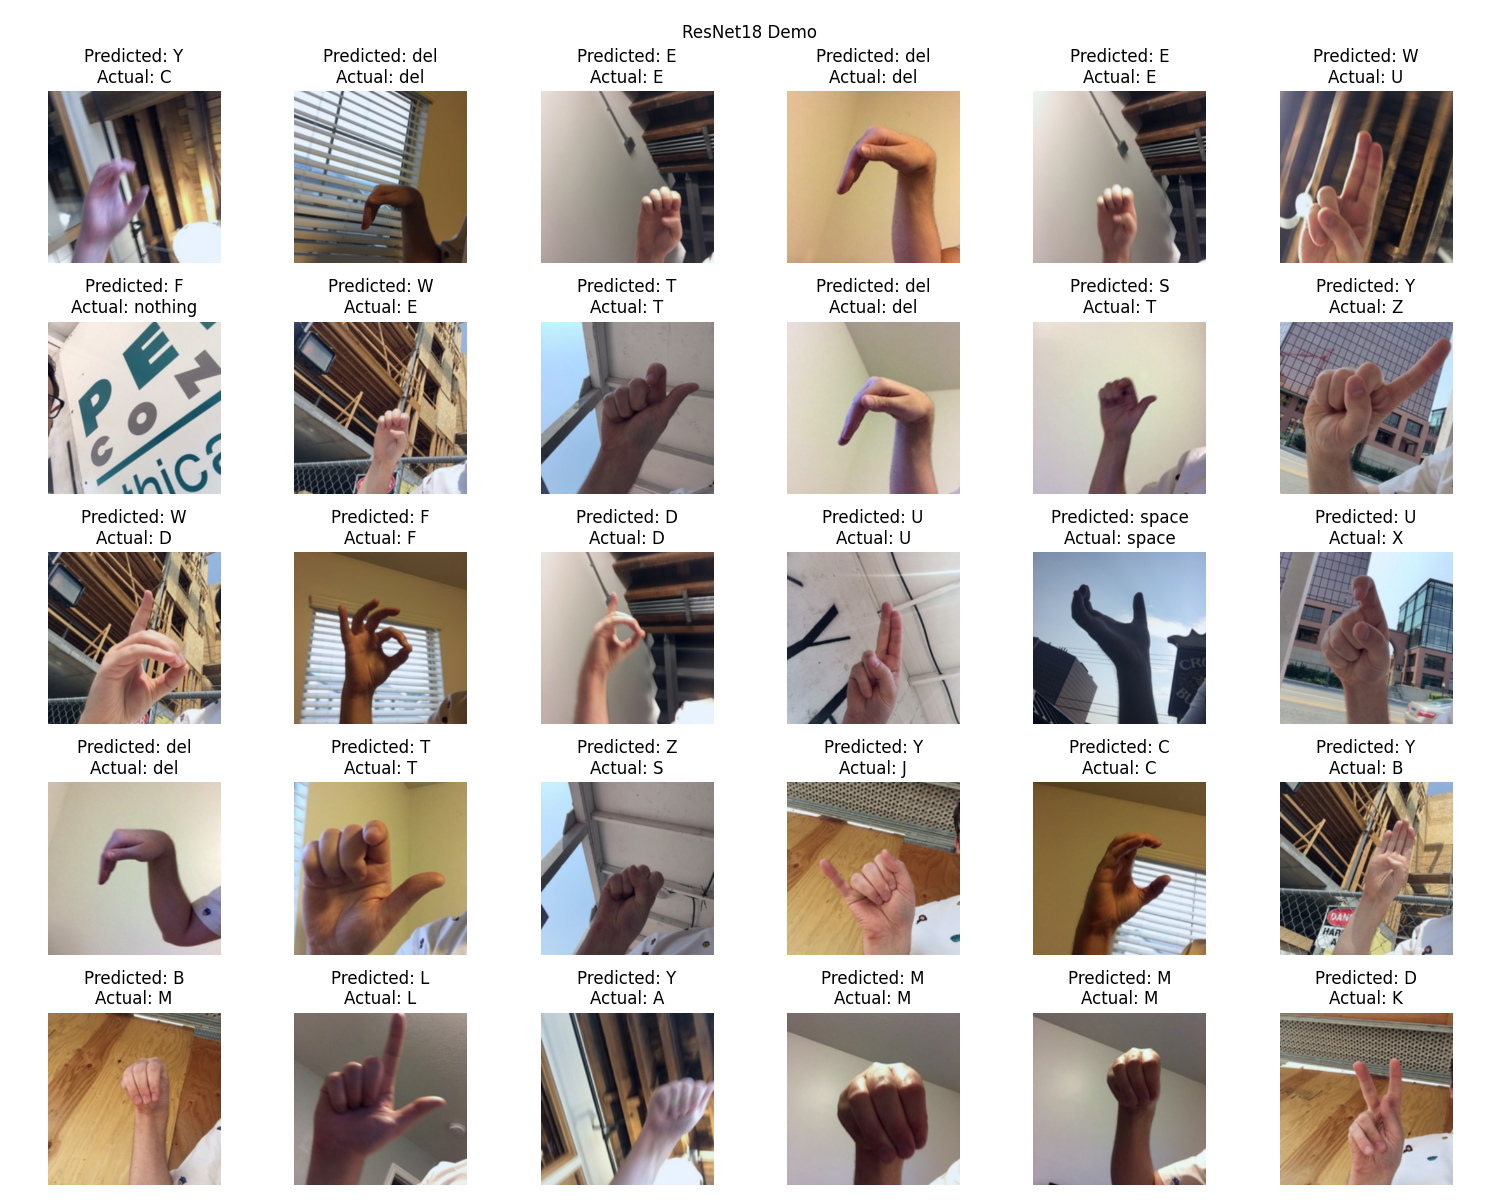 ResNet18 Demo
Predicted: Y
Actual: C
Predicted: del
Actual: del
Predicted: E
Actual: E
Predicted: del
Actual: del
Predicted: E
Actual: E
Predicted: W
Actual: U
Predicted: F
Actual: nothing
PE
COZ
thica
Predicted: W
Actual: E
Predicted: T
Actual: T
Predicted: del
Actual: del
Predicted: S
Actual: T
Predicted: Y
Actual: Z
Predicted: W
Actual: D
Predicted: F
Actual: F
Predicted: D
Actual: D
Predicted: U
Actual: U
Predicted: space
Actual: space
CRO
Predicted: U
Actual: X
Predicted: del
Actual: del
Predicted: T
Actual: T
Predicted: Z
Actual: S
Predicted: Y
Actual: J
Predicted: C
Actual: C
Predicted: Y
Actual: B
DAN
HAR
Predicted: B
Actual: M
Predicted: L
Actual: L
Predicted: Y
Actual: A
Predicted: M
Actual: M
Predicted: M
Actual: M
Predicted: D
Actual: K